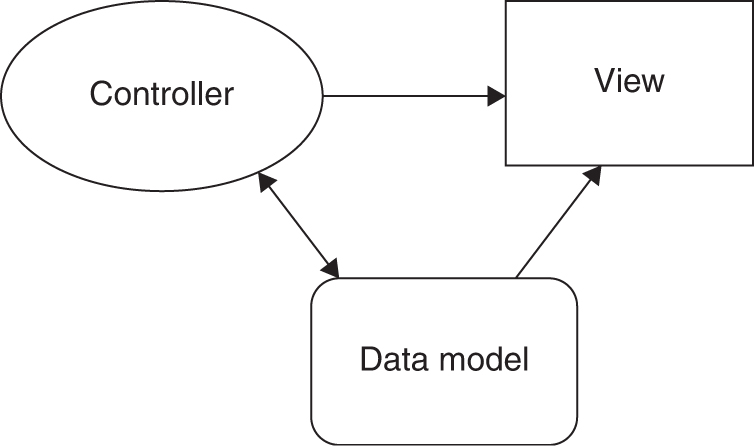 Controller
View
Data model